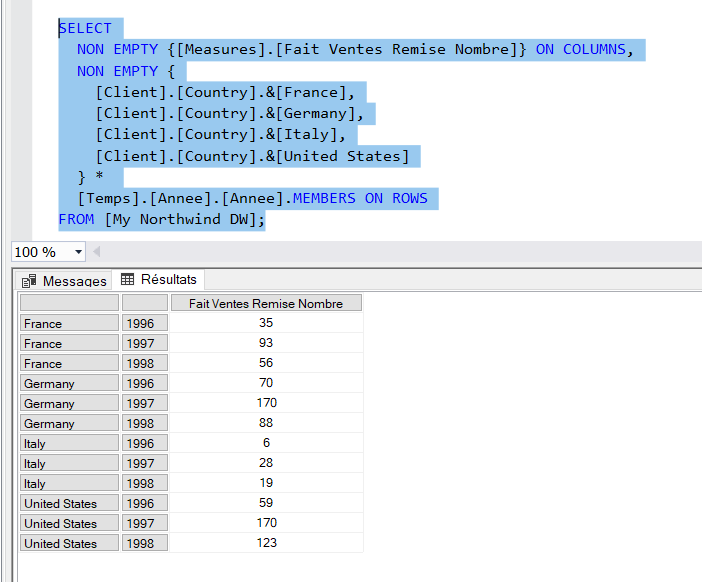 SELECT
NON EMPTY {[Measures].[Fait Ventes Remise Nombre]} ON COLUMNS,
NON EMPTY {
[Client].[Country].&[France],
[Client].[Country].&[Germany],
[Client].[Country].&[Italy],
[Client].[Country].&[United States]
} *
[Temps].[Annee].[Annee].MEMBERS ON ROWS
FROM [My Northwind DW];
100 %
Messages Résultats
Fait Ventes Remise Nombre
France 1996 35
France 1997 93
France 1998 56
Germany 1996 70
Germany 1997 170
Germany 1998 88
Italy 1996 6
Italy 1997 28
Italy 1998 19
United States 1996 59
United States 1997 170
United States 1998 123